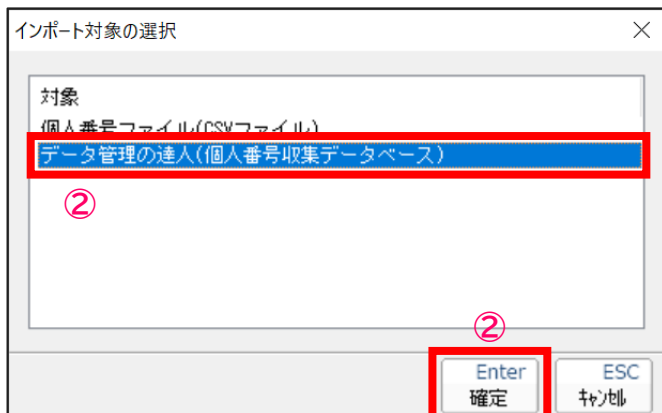 インポート対象の選択
対象
個人番号ファイル(CSVファイル)
データ管理の達人(個人番号収集データベース)
②
②
Enter
確定
ESC
ｷｬﾝｾﾙ